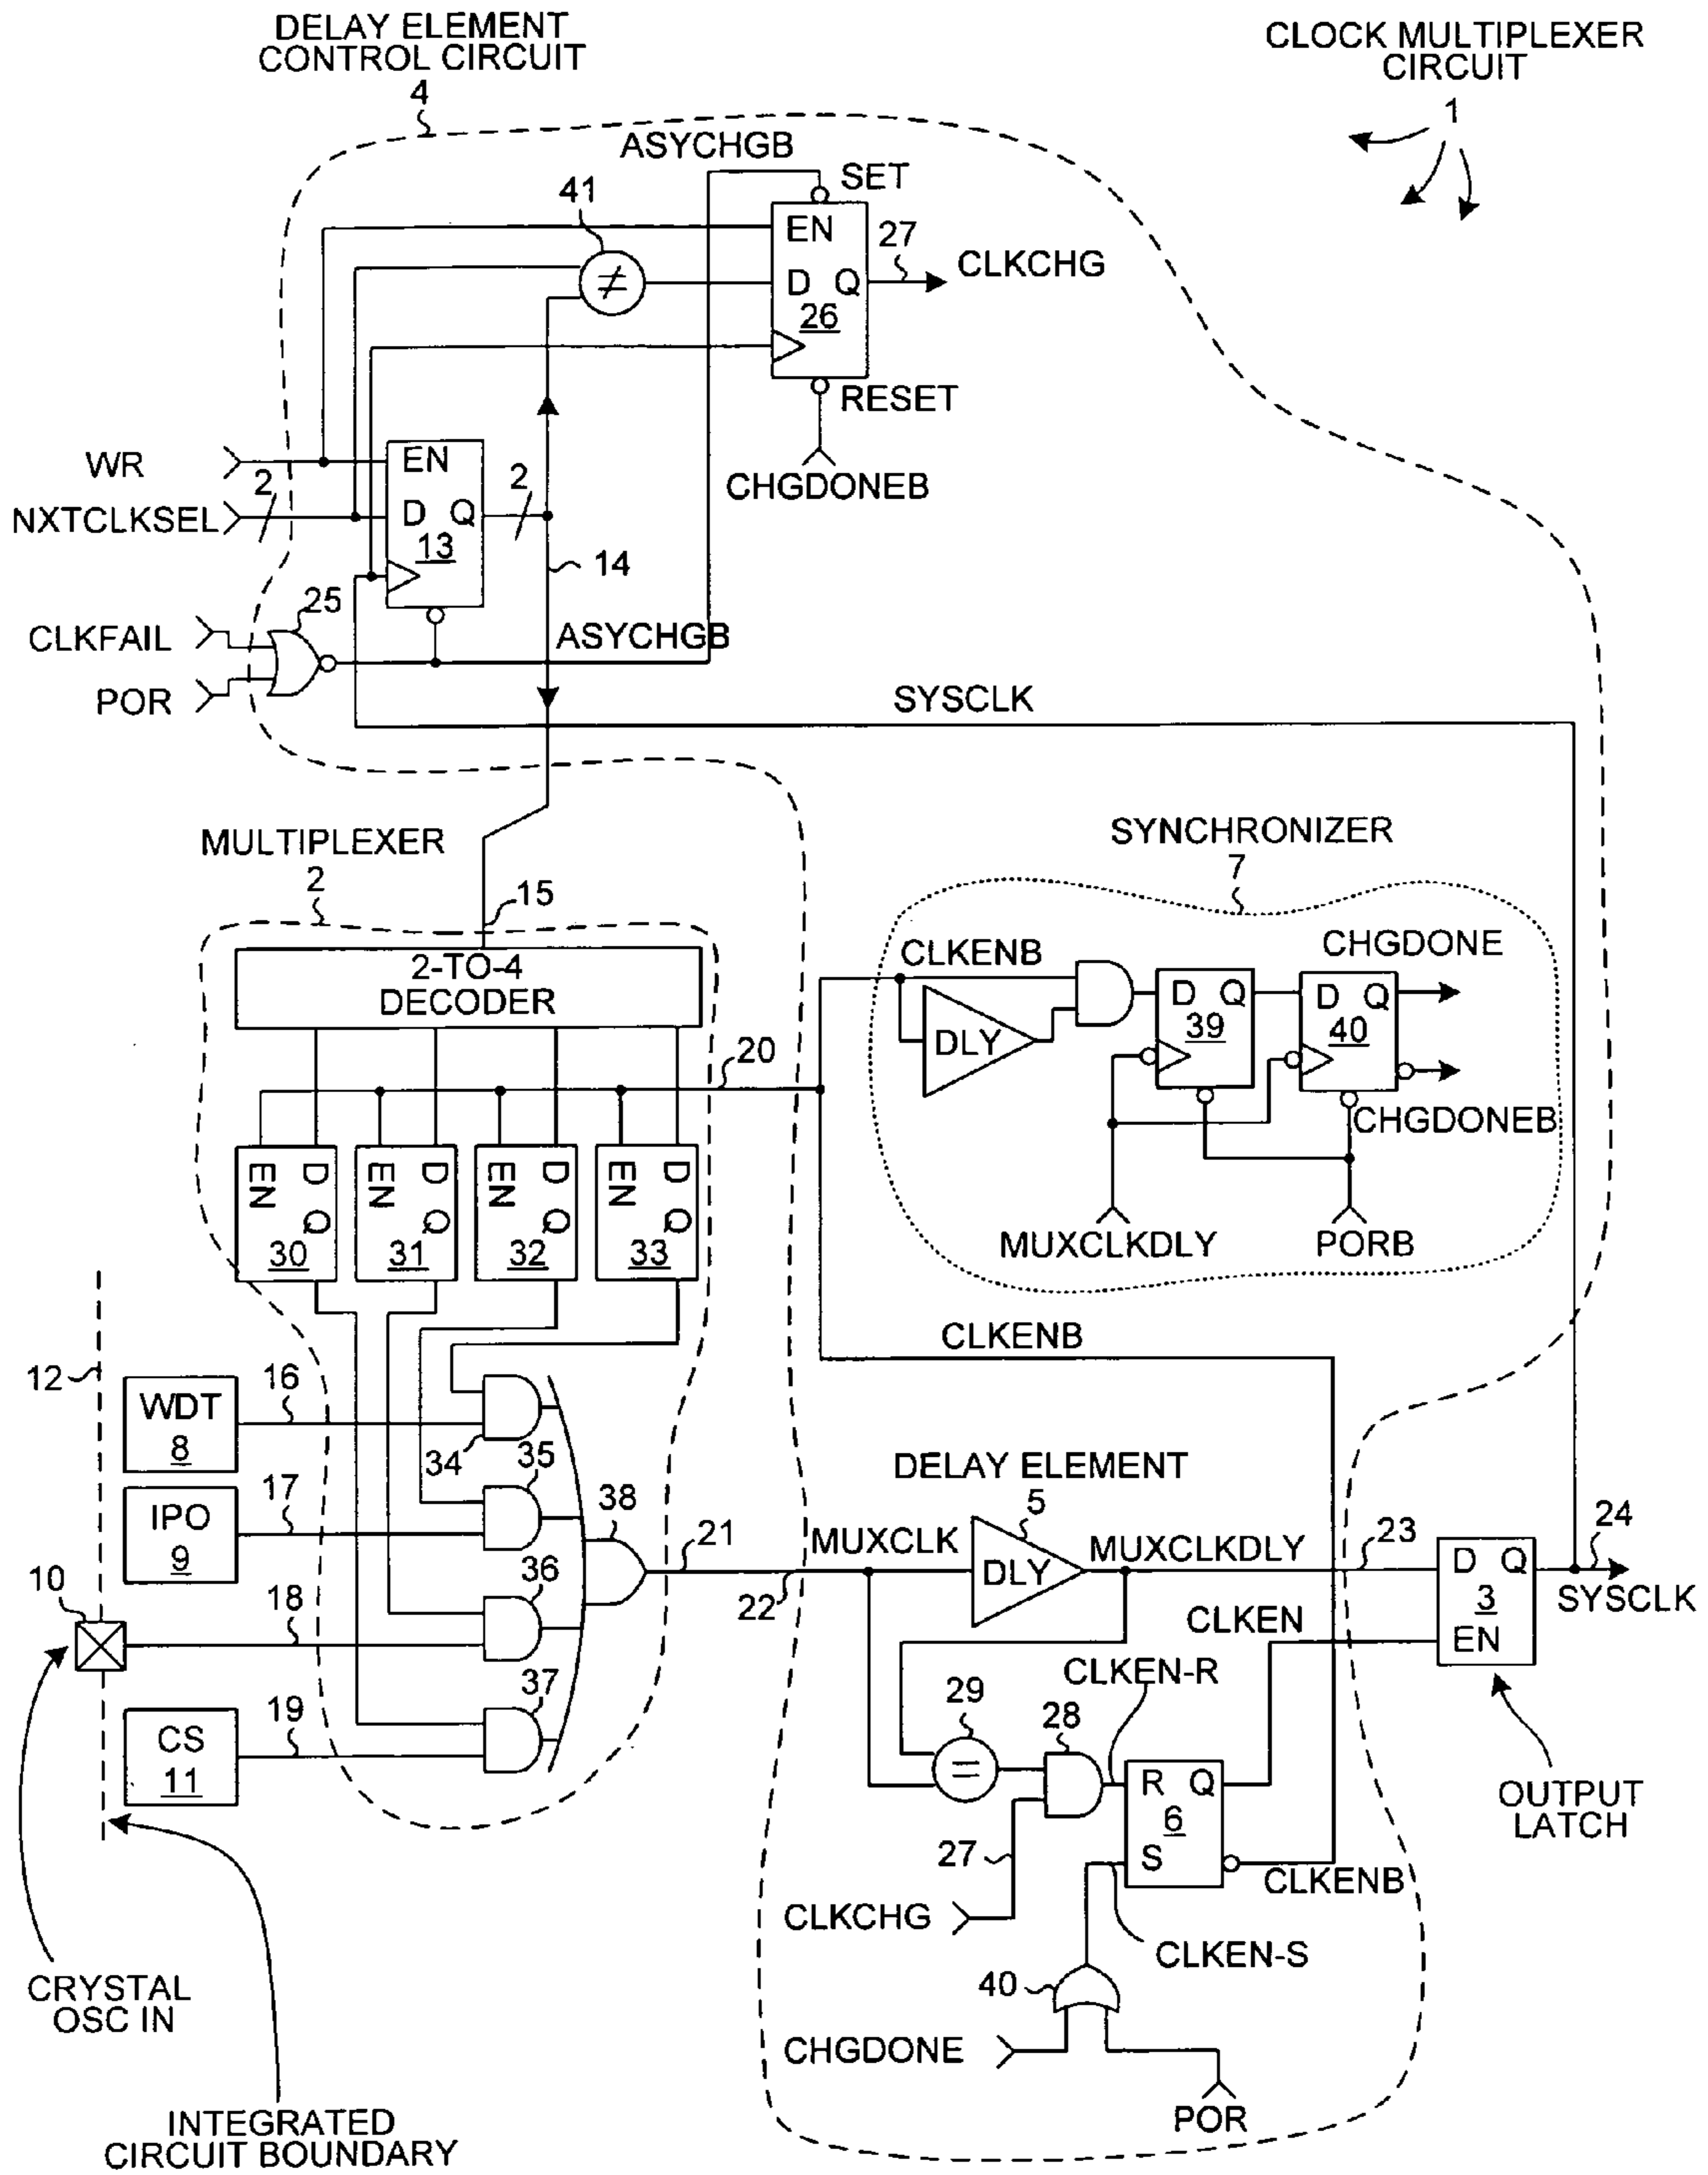 DELAY ELEMENT
CONTROL CIRCUIT
4
CLOCK MULTIPLEXER
CIRCUIT
1
ASYCHGB
SET
41
EN
27
CLKCHG
≠
D Q
26
RESET
CHGDONEB
WR
EN
2
2
NXTCLKSEL
D Q
13
14
25
CLKFAIL
ASYCHGB
POR
SYSCLK
MULTIPLEXER
2
SYNCHRONIZER
7
15
2-TO-4
DECODER
CLKENB
CHGDONE
DLY
D Q
39
D Q
40
20
CHGDONEB
EN D Q
30
EN D Q
31
EN D Q
32
EN D Q
33
MUXCLKDLY
PORB
CLKENB
12
WDT
8
16
34
35
IPO
9
17
38
DELAY ELEMENT
5
MUXCLK
DLY
MUXCLKDLY
21
22
23
24
D Q
3
EN
SYSCLK
10
18
36
CLKEN
CLKEN-R
29
28
CS
11
19
37
=
R Q
6
S
OUTPUT
LATCH
27
CLKENB
CLKCHG
CLKEN-S
40
CRYSTAL
OSC IN
CHGDONE
POR
INTEGRATED
CIRCUIT BOUNDARY